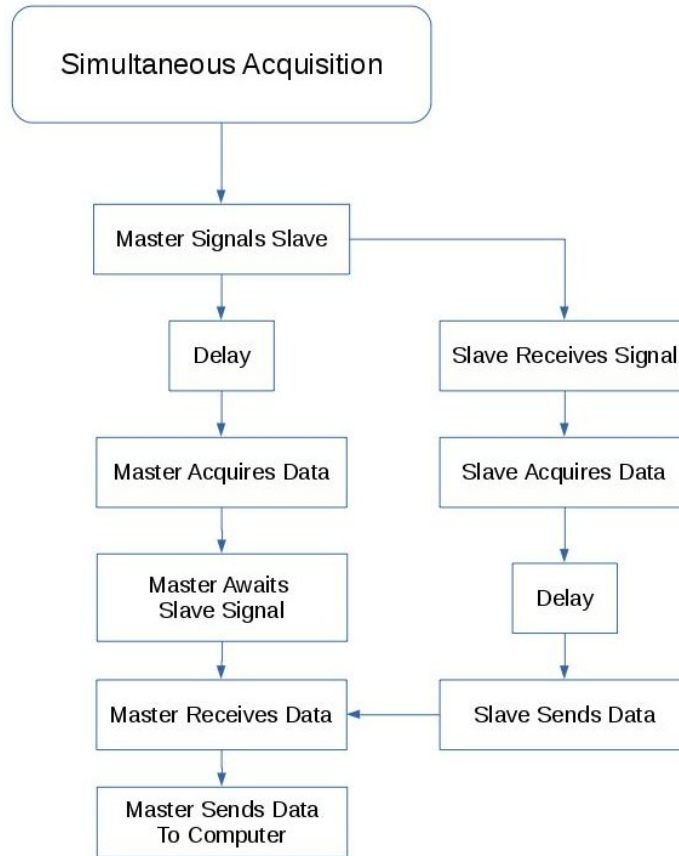 Simultaneous Acquisition
Master Signals Slave
Delay
Slave Receives Signal
Master Acquires Data
Slave Acquires Data
Master Awaits
Slave Signal
Delay
Master Receives Data
Slave Sends Data
Master Sends Data
To Computer